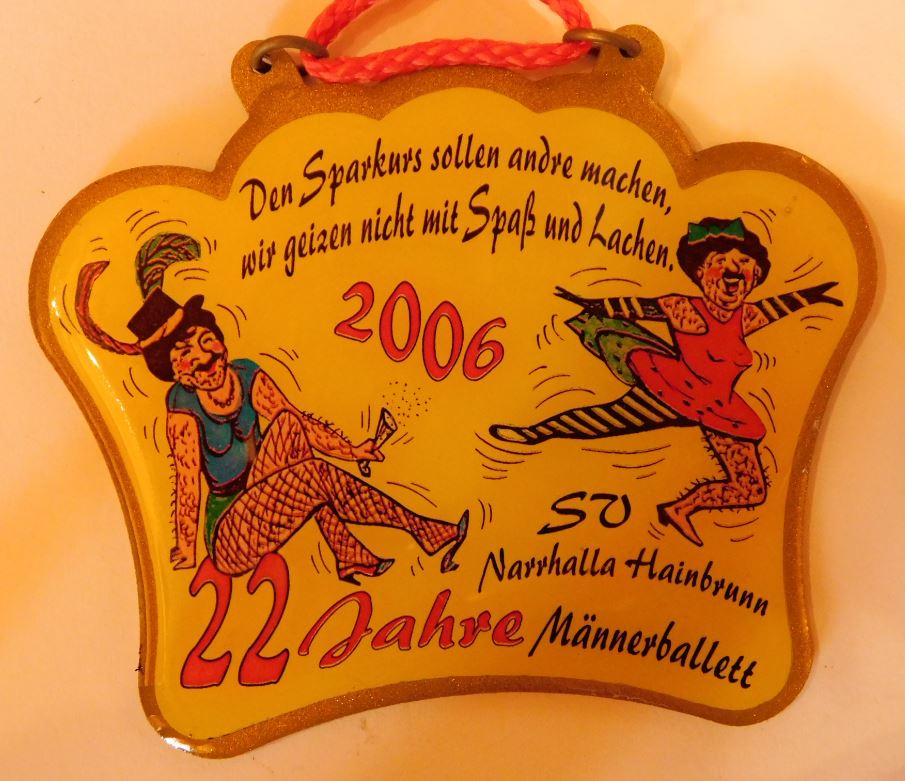 Den Sparkurs sollen andre machen,
wir geizen nicht mit Spaß und Lachen.
2006
SV
Narrhalla Hainbrunn
22 Jahre Männerballett